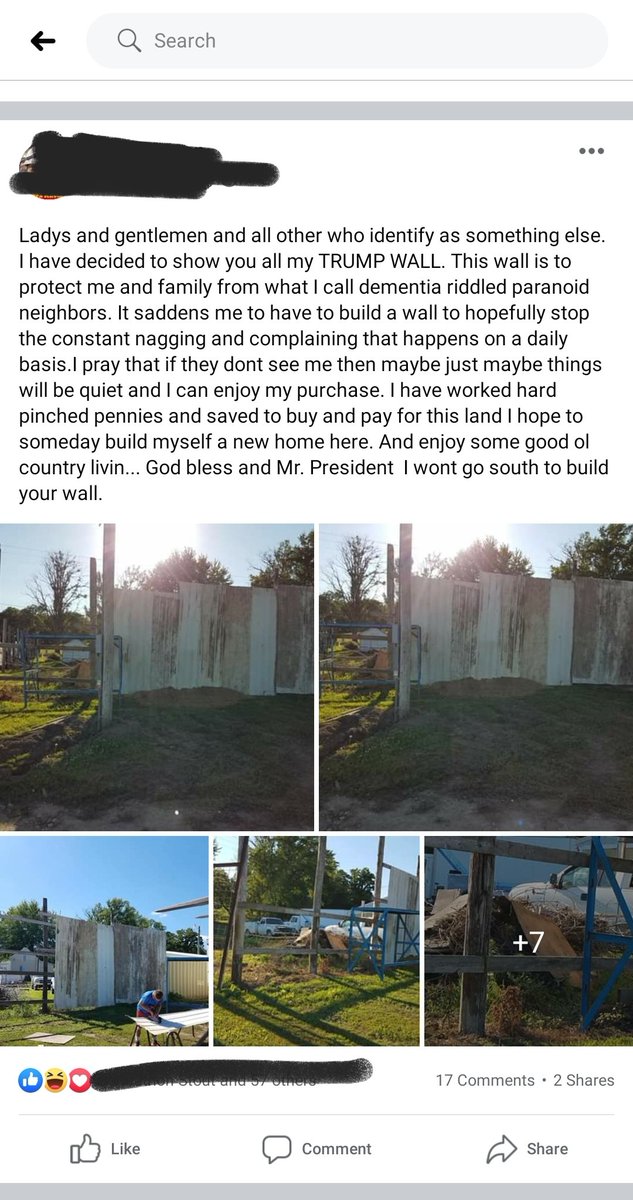 Search
Ladys and gentlemen and all other who identify as something else.
I have decided to show you all my TRUMP WALL. This wall is to
protect me and family from what I call dementia riddled paranoid
neighbors. It saddens me to have to build a wall to hopefully stop
the constant nagging and complaining that happens on a daily
basis.I pray that if they dont see me then maybe just maybe things
will be quiet and I can enjoy my purchase. I have worked hard
pinched pennies and saved to buy and pay for this land I hope to
someday build myself a new home here. And enjoy some good ol
country livin... God bless and Mr. President  I wont go south to build
your wall.
+7
and 57 others
17 Comments • 2 Shares
Like
Comment
Share